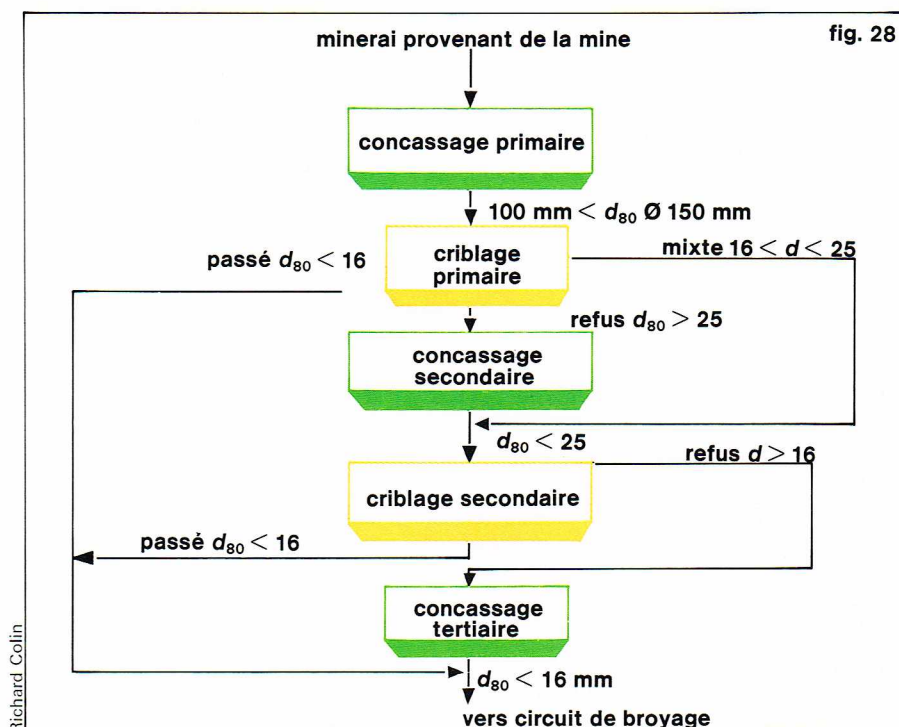 fig. 28
minerai provenant de la mine
concassage primaire
100 mm < d80 Ø 150 mm
passé d80 < 16
criblage
primaire
mixte 16 < d < 25
refus d80 > 25
concassage
secondaire
d80 < 25
refus d > 16
criblage secondaire
passé d80 < 16
concassage
tertiaire
d80 < 16 mm
vers circuit de broyage
Richard Colin